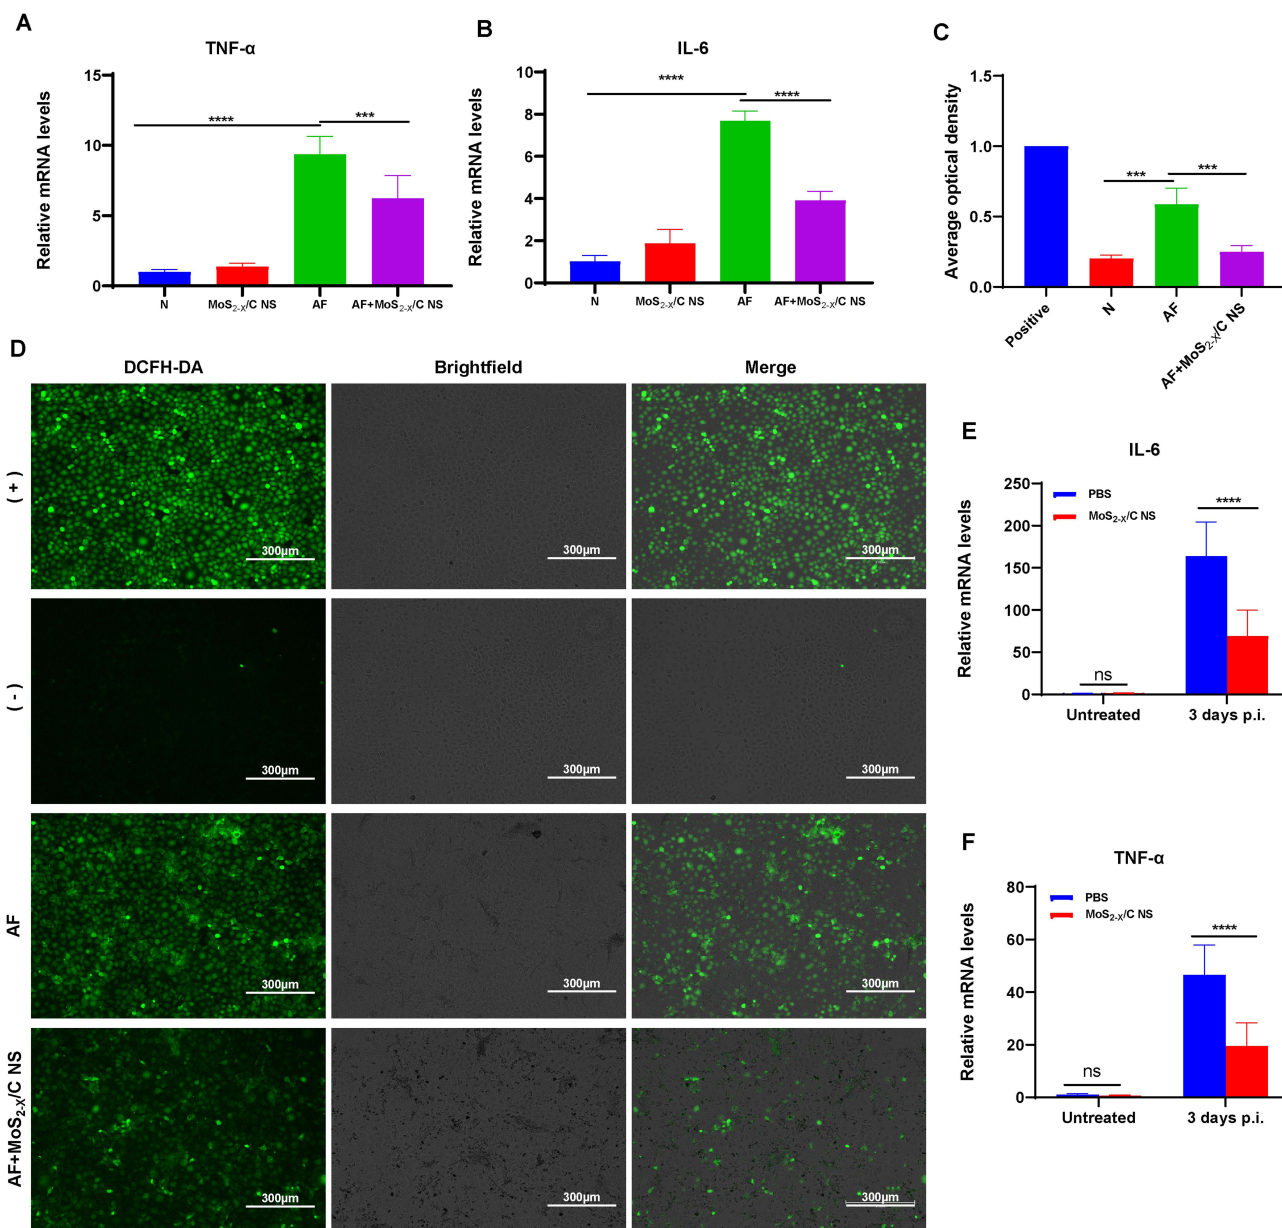 A
TNF-α
Relative mRNA levels
15
10
5
0
****
***
N
MoS2-X/C NS
AF
AF+MoS2-X/C NS
B
IL-6
Relative mRNA levels
10
8
6
4
2
0
****
****
N
MoS2-X/C NS
AF
AF+MoS2-X/C NS
C
Average optical density
1.5
1.0
0.5
0.0
***
***
Positive
N
AF
AF+MoS2-X/C NS
D
DCFH-DA
Brightfield
Merge
( + )
300μm
300μm
300μm
( - )
300μm
300μm
300μm
AF
300μm
300μm
300μm
AF+MoS2-X/C NS
300μm
300μm
300μm
E
IL-6
Relative mRNA levels
250
200
150
100
50
0
PBS
MoS2-X/C NS
ns
****
Untreated
3 days p.i.
F
TNF-α
Relative mRNA levels
80
60
40
20
0
PBS
MoS2-X/C NS
ns
****
Untreated
3 days p.i.